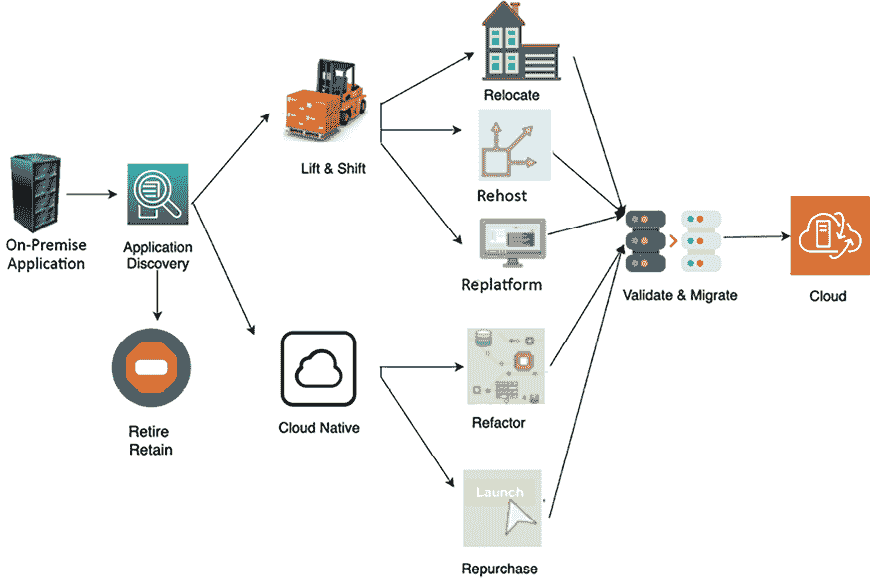 Relocate
Lift & Shift
Rehost
On-Premise
Application
Application
Discovery
Replatform
Validate & Migrate
Cloud
Retire
Retain
Cloud Native
Refactor
Launch
Repurchase